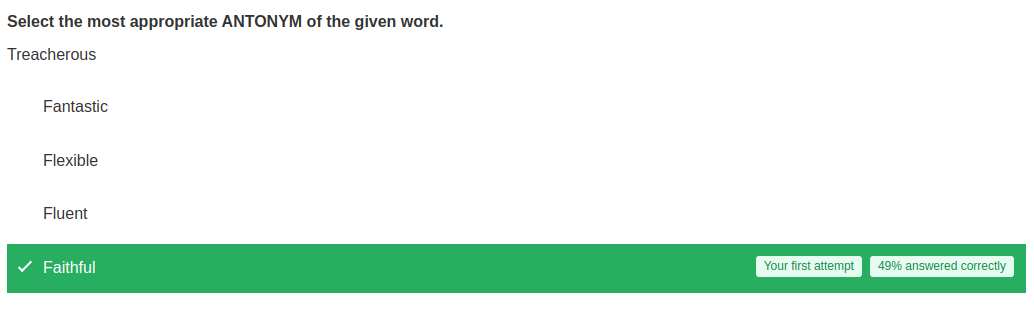 Select the most appropriate ANTONYM of the given word.
Treacherous
Fantastic
Flexible
Fluent
Faithful Your first attempt 49% answered correctly